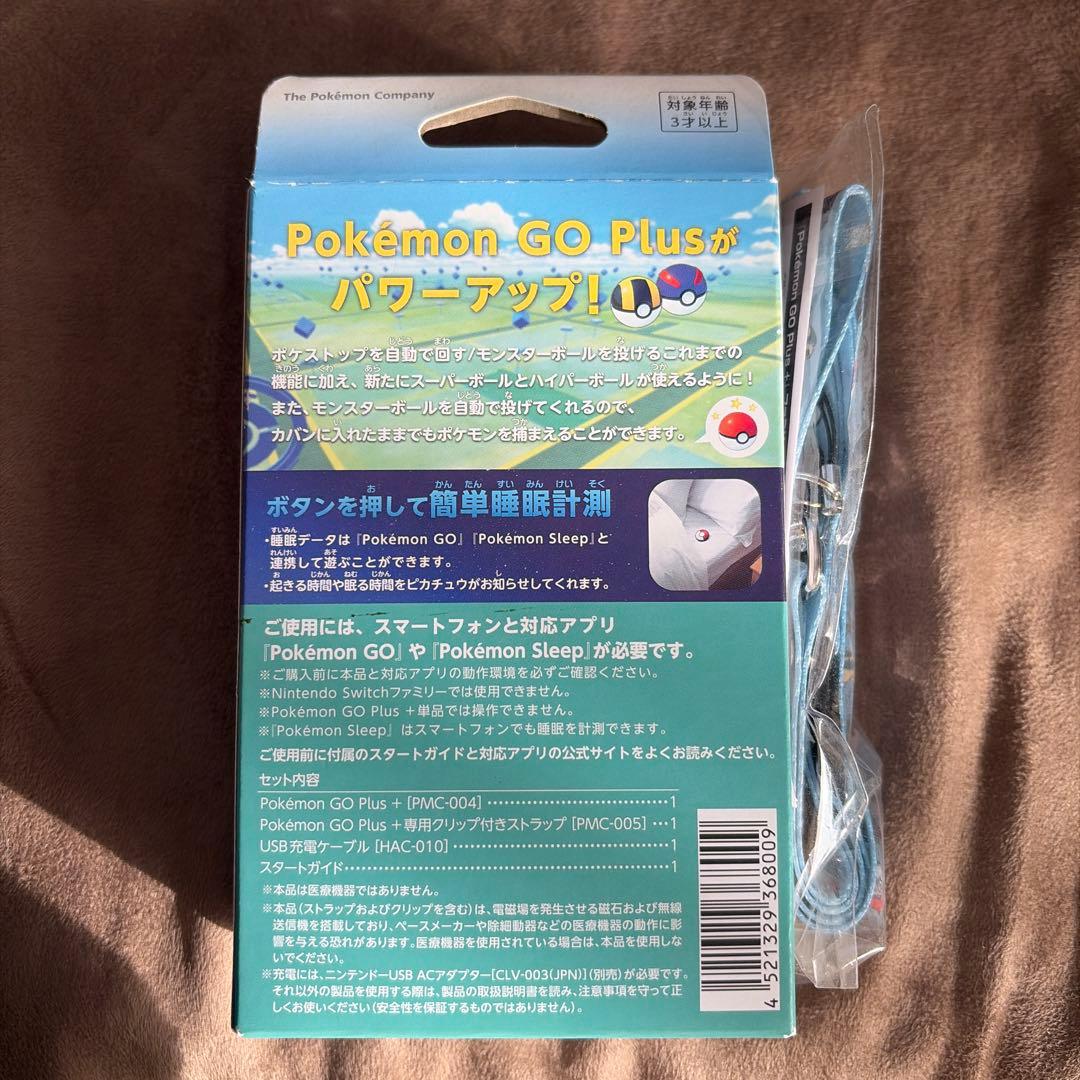 The Pokémon Company
対象年齢
3才以上
Pokémon GO Plusが
パワーアップ!
ポケストップを自動で回す/モンスターボールを投げるこれまでの
機能に加え、新たにスーパーボールとハイパーボールが使えるように!
また、モンスターボールを自動で投げてくれるので、
カバンに入れたままでもポケモンを捕まえることができます。
ボタンを押して簡単睡眠計測
・睡眠データは『Pokémon GO』『Pokémon Sleep』と
連携して遊ぶことができます。
・起きる時間や眠る時間をピカチュウがお知らせしてくれます。
ご使用には、スマートフォンと対応アプリ
『Pokémon GO』や『Pokémon Sleep』が必要です。
※ご購入前に本品と対応アプリの動作環境を必ずご確認ください。
※Nintendo Switchファミリーでは使用できません。
※Pokémon GO Plus +単品では操作できません。
※『Pokémon Sleep』はスマートフォンでも睡眠を計測できます。
ご使用前に付属のスタートガイドと対応アプリの公式サイトをよくお読みください。
セット内容
Pokémon GO Plus + [PMC-004] ・・・・・・・・・・・・・・・・・・・・・・・・・・・・・・・・1
Pokémon GO Plus +専用クリップ付きストラップ [PMC-005] ・・・1
USB充電ケーブル [HAC-010]・・・・・・・・・・・・・・・・・・・・・・・・・・・・・・・・・・・・・・1
スタートガイド・・・・・・・・・・・・・・・・・・・・・・・・・・・・・・・・・・・・・・・・・・・・・・・・・・・・・・1
※本品は医療機器ではありません。
※本品(ストラップおよびクリップを含む)は、電磁場を発生させる磁石および無線
送信機を搭載しており、ペースメーカーや除細動器などの医療機器の動作に影
響を与える恐れがあります。医療機器を使用されている場合は、本品を使用しな
いでください。
※充電には、ニンテンドーUSB ACアダプター[CLV-003(JPN)](別売)が必要です。
それ以外の製品を使用する際は、製品の取扱説明書を読み、注意事項を守って正
しくお使いください(安全性を保証するものではありません)。
4 521329 368009
Pokémon GO Plus +